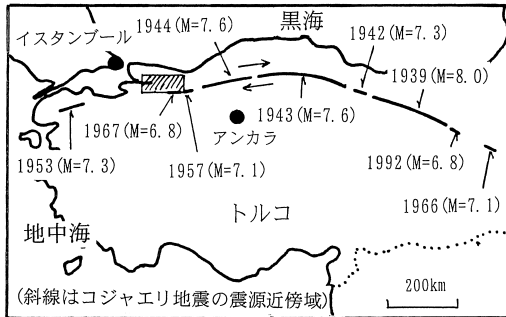 1944(M=7.6)
黒海
1942(M=7.3)
イスタンブール
1939(M=8.0)
1967(M=6.8)
1943(M=7.6)
アンカラ
1953(M=7.3)
1957(M=7.1)
1992(M=6.8)
1966(M=7.1)
トルコ
地中海
200km
(斜線はコジャエリ地震の震源近傍域)